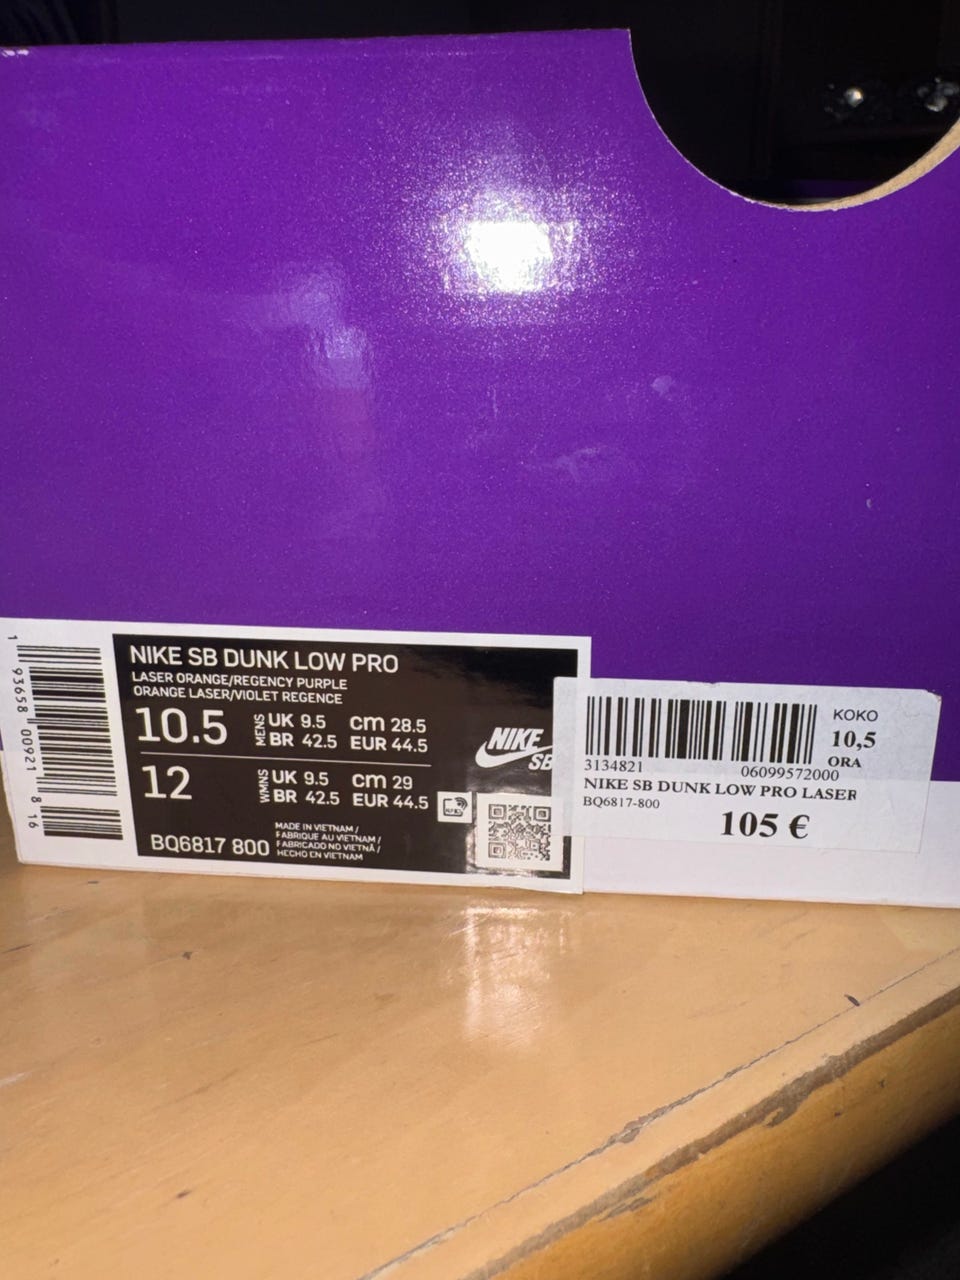 1 93658 00921 8 16
NIKE SB DUNK LOW PRO
LASER ORANGE/REGENCY PURPLE
ORANGE LASER/VIOLET REGENCE
10.5 MENS UK 9.5 cm 28.5
BR 42.5 EUR 44.5
12 WMNS UK 9.5 cm 29
BR 42.5 EUR 44.5
BQ6817 800
MADE IN VIETNAM /
FABRIQUE AU VIETNAM /
FABRICADO NO VIETNÃ /
HECHO EN VIETNAM
NIKE
SB
KOKO
10,5
ORA
3134821 06099572000
NIKE SB DUNK LOW PRO LASER
BQ6817-800
105 €